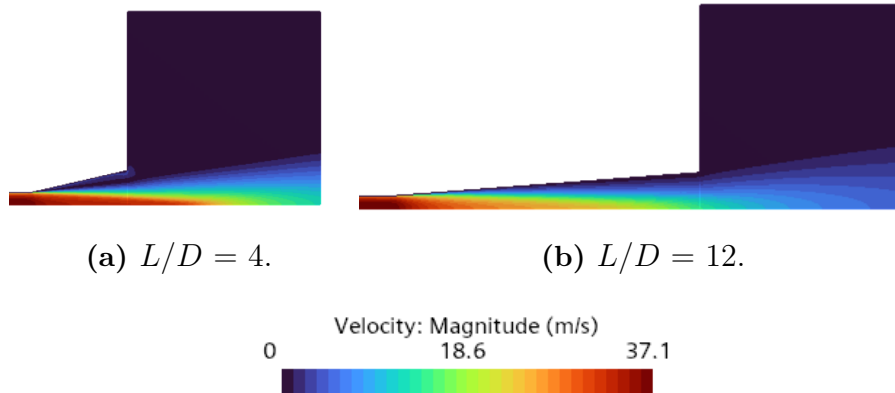 (a) L/D = 4.
(b) L/D = 12.
Velocity: Magnitude (m/s)
0 18.6 37.1